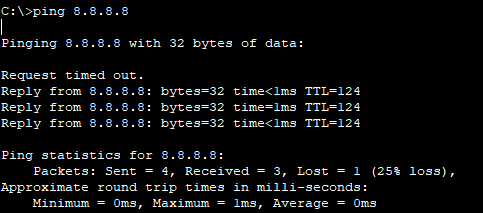 C:\>ping 8.8.8.8
Pinging 8.8.8.8 with 32 bytes of data:
Request timed out.
Reply from 8.8.8.8: bytes=32 time<1ms TTL=124
Reply from 8.8.8.8: bytes=32 time=1ms TTL=124
Reply from 8.8.8.8: bytes=32 time<1ms TTL=124
Ping statistics for 8.8.8.8:
Packets: Sent = 4, Received = 3, Lost = 1 (25% loss),
Approximate round trip times in milli-seconds:
Minimum = 0ms, Maximum = 1ms, Average = 0ms